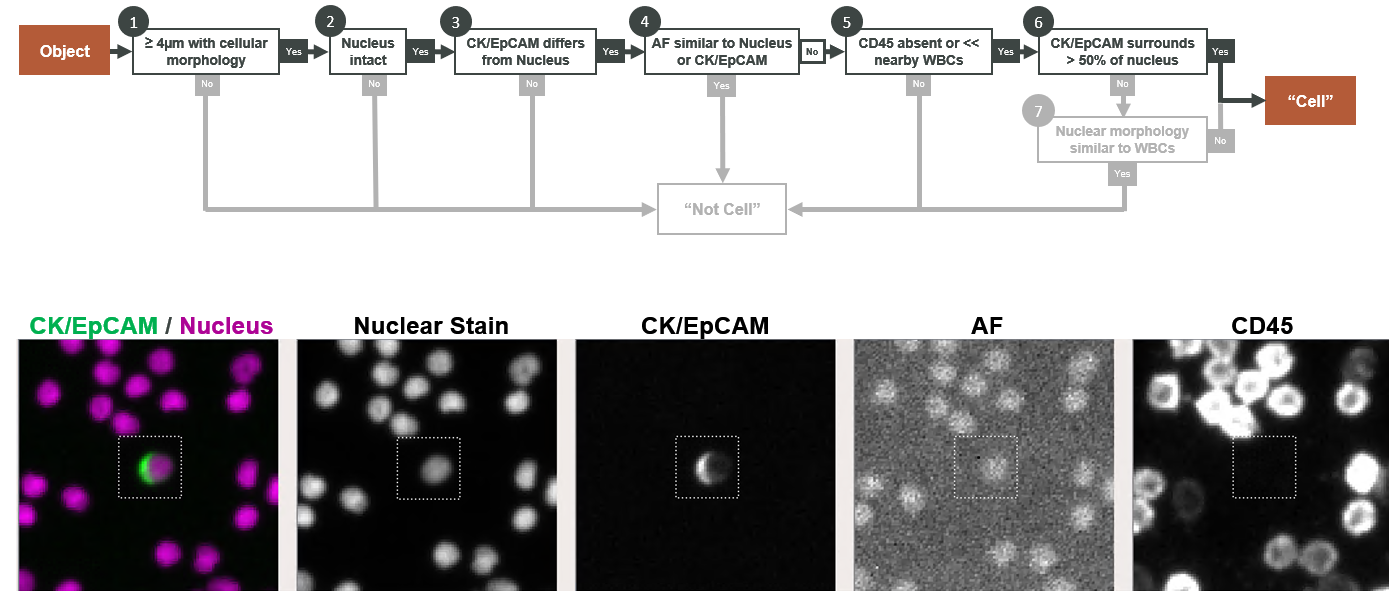 1
2
3
4
5
6
Object
≥ 4µm with cellular
morphology
Yes
No
Nucleus
intact
Yes
No
CK/EpCAM differs
from Nucleus
Yes
No
AF similar to Nucleus
or CK/EpCAM
No
Yes
CD45 absent or <<
nearby WBCs
Yes
No
CK/EpCAM surrounds
> 50% of nucleus
Yes
No
7
Nuclear morphology
similar to WBCs
No
Yes
“Cell”
“Not Cell”
CK/EpCAM / Nucleus
Nuclear Stain
CK/EpCAM
AF
CD45